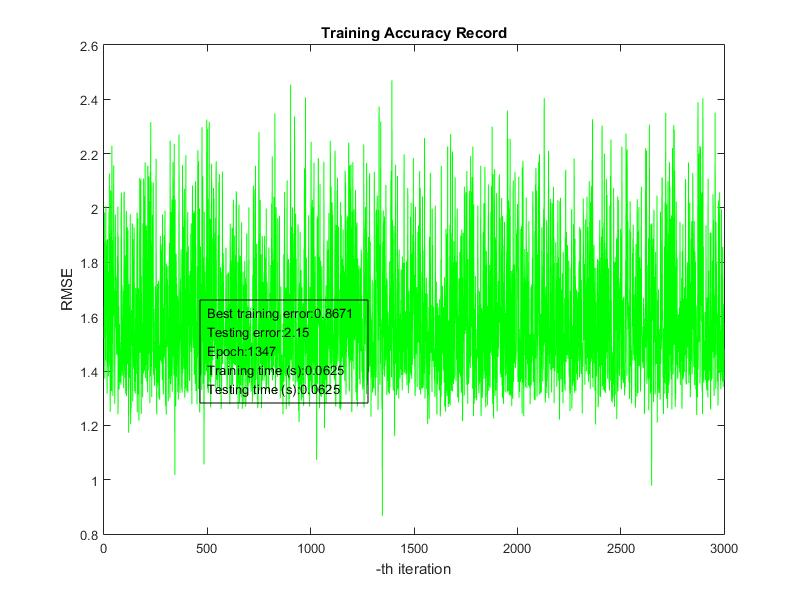 Training Accuracy Record
2.6
2.4
2.2
2
1.8
1.6
1.4
1.2
1
0.8
RMSE
Best training error:0.8671
Testing error:2.15
Epoch:1347
Training time (s):0.0625
Testing time (s):0.0625
0 500 1000 1500 2000 2500 3000
-th iteration